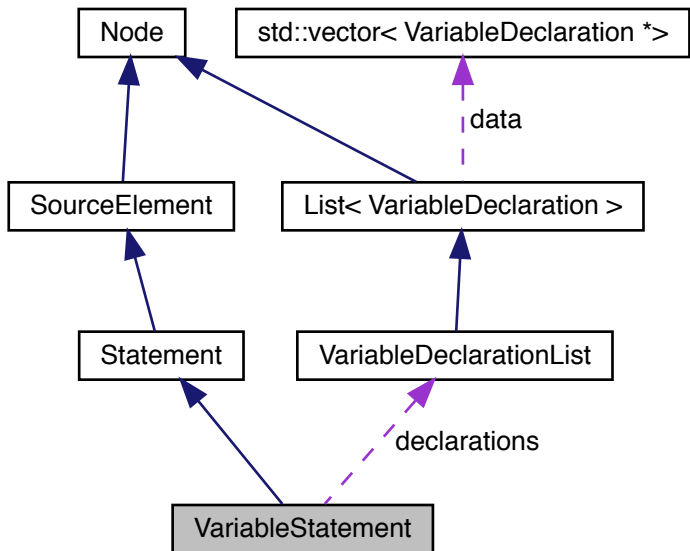 Node
std::vector< VariableDeclaration *>
data
SourceElement
List< VariableDeclaration >
Statement
VariableDeclarationList
declarations
VariableStatement